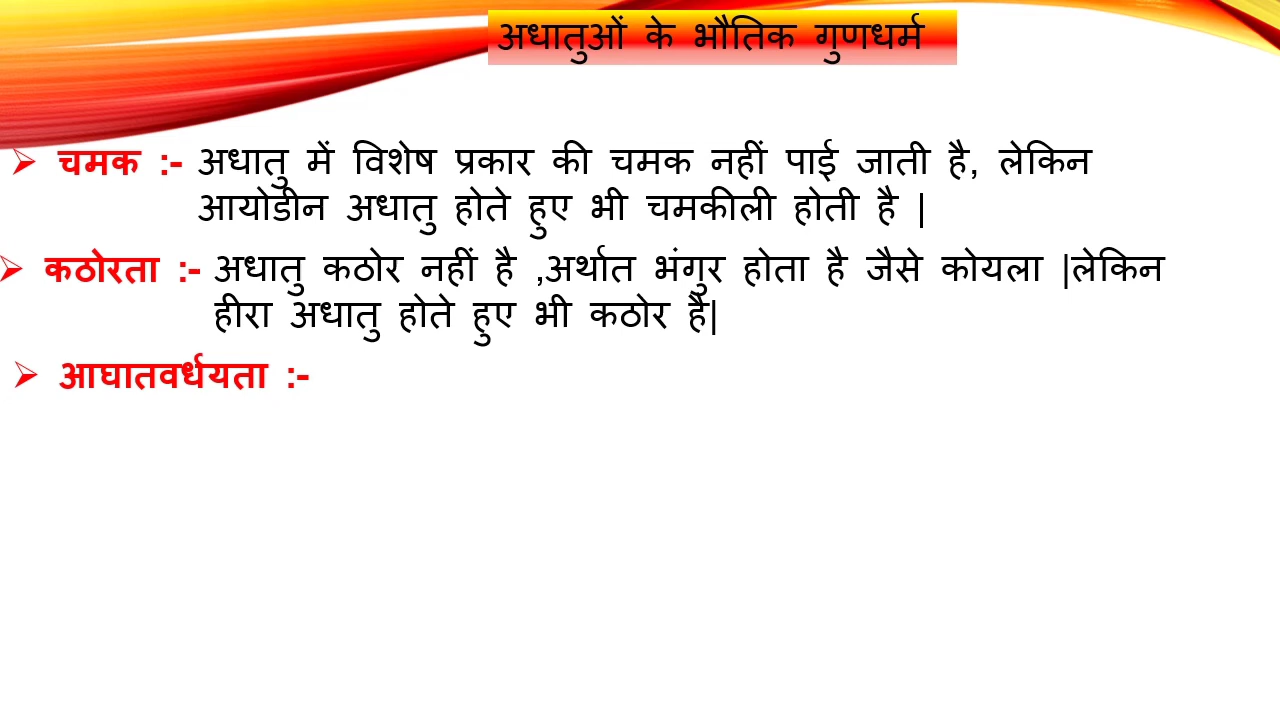 अधातुओं के भौतिक गुणधर्म
➢ चमक :- अधातु में विशेष प्रकार की चमक नहीं पाई जाती है, लेकिन
आयोडीन अधातु होते हुए भी चमकीली होती है |
➢ कठोरता :- अधातु कठोर नहीं है ,अर्थात भंगुर होता है जैसे कोयला |लेकिन
हीरा अधातु होते हुए भी कठोर है|
➢ आघातवर्धयता :-